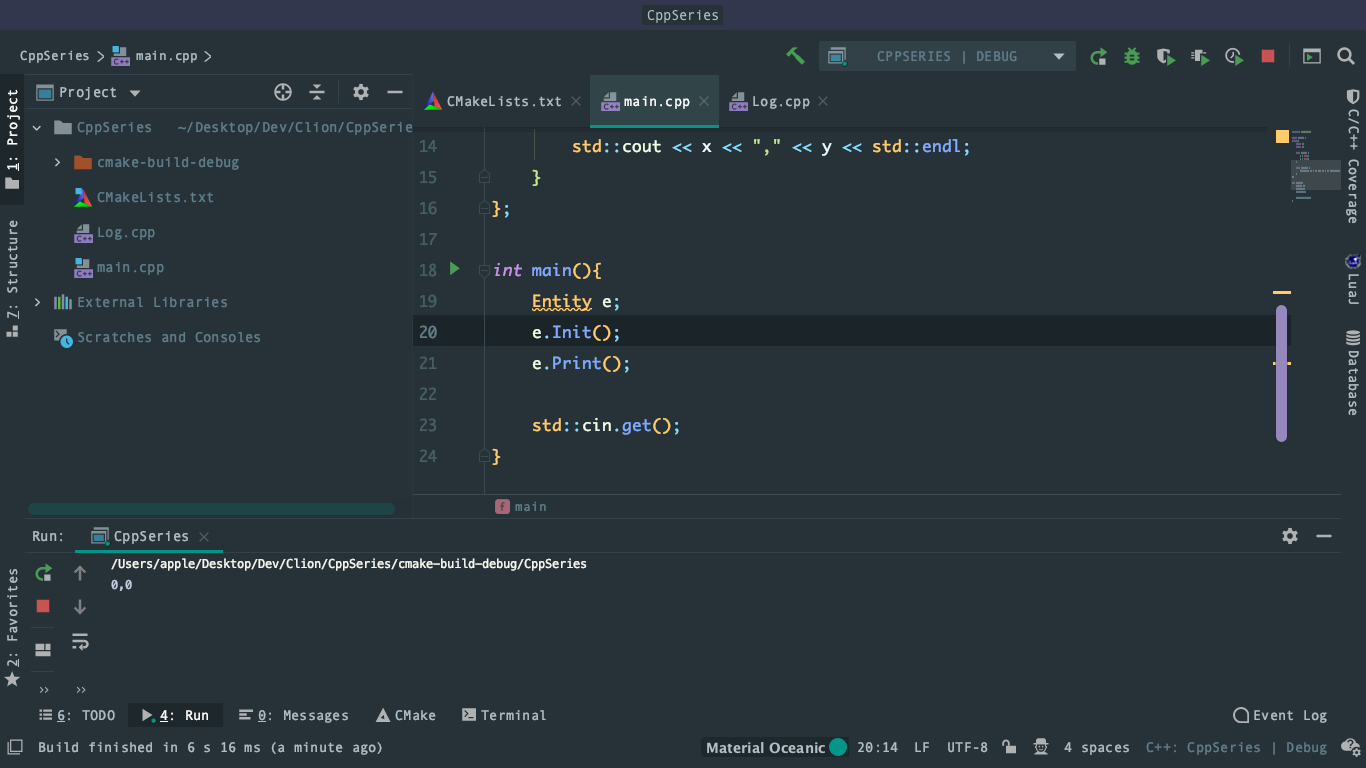 CppSeries
CppSeries > main.cpp >
CPPSERIES | DEBUG
1: Project
Z: Structure
2: Favorites
Project
CppSeries ~/Desktop/Dev/Clion/CppSerie
cmake-build-debug
CMakeLists.txt
Log.cpp
main.cpp
External Libraries
Scratches and Consoles
CMakeLists.txt × main.cpp × Log.cpp ×
14 std::cout << x << "," << y << std::endl;
15 }
16 };
17
18 int main(){
19 Entity e;
20 e.Init();
21 e.Print();
22
23 std::cin.get();
24 }
f main
C/C++ Coverage
LuaJ
Database
Run: CppSeries ×
/Users/apple/Desktop/Dev/Clion/CppSeries/cmake-build-debug/CppSeries
0,0
6: TODO 4: Run 0: Messages CMake Terminal Event Log
Build finished in 6 s 16 ms (a minute ago) Material Oceanic 20:14 LF UTF-8 4 spaces C++: CppSeries | Debug